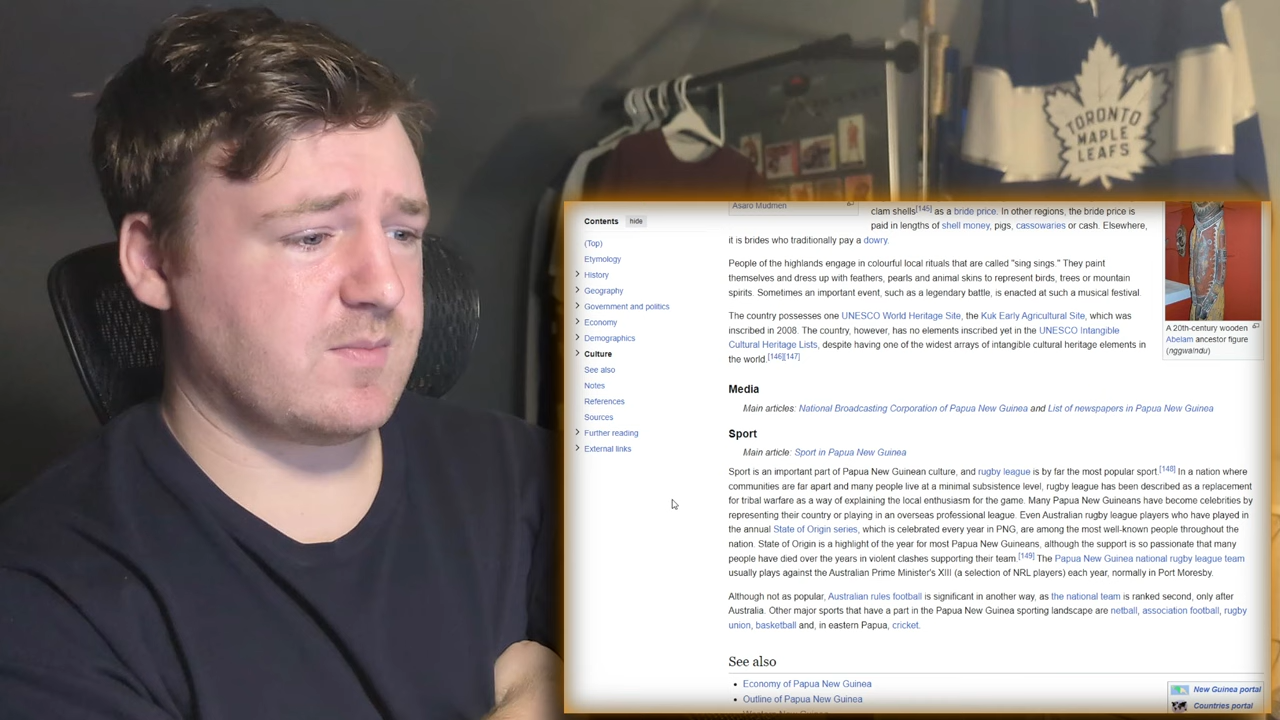 TORONTO
MAPLE
LEAFS
Contents hide
(Top)
Etymology
History
Geography
Government and politics
Economy
Demographics
Culture
See also
Notes
References
Sources
Further reading
External links
Asaro Mudmen
clam shells[145] as a bride price. In other regions, the bride price is
paid in lengths of shell money, pigs, cassowaries or cash. Elsewhere,
it is brides who traditionally pay a dowry.
People of the highlands engage in colourful local rituals that are called "sing sings." They paint
themselves and dress up with feathers, pearls and animal skins to represent birds, trees or mountain
spirits. Sometimes an important event, such as a legendary battle, is enacted at such a musical festival.
The country possesses one UNESCO World Heritage Site, the Kuk Early Agricultural Site, which was
inscribed in 2008. The country, however, has no elements inscribed yet in the UNESCO Intangible
Cultural Heritage Lists, despite having one of the widest arrays of intangible cultural heritage elements in
the world.[146][147]
A 20th-century wooden
Abelam ancestor figure
(nggwalndu)
Media
Main articles: National Broadcasting Corporation of Papua New Guinea and List of newspapers in Papua New Guinea
Sport
Main article: Sport in Papua New Guinea
Sport is an important part of Papua New Guinean culture, and rugby league is by far the most popular sport.[148] In a nation where
communities are far apart and many people live at a minimal subsistence level, rugby league has been described as a replacement
for tribal warfare as a way of explaining the local enthusiasm for the game. Many Papua New Guineans have become celebrities by
representing their country or playing in an overseas professional league. Even Australian rugby league players who have played in
the annual State of Origin series, which is celebrated every year in PNG, are among the most well-known people throughout the
nation. State of Origin is a highlight of the year for most Papua New Guineans, although the support is so passionate that many
people have died over the years in violent clashes supporting their team.[149] The Papua New Guinea national rugby league team
usually plays against the Australian Prime Minister's XIII (a selection of NRL players) each year, normally in Port Moresby.
Although not as popular, Australian rules football is significant in another way, as the national team is ranked second, only after
Australia. Other major sports that have a part in the Papua New Guinea sporting landscape are netball, association football, rugby
union, basketball and, in eastern Papua, cricket.
See also
Economy of Papua New Guinea
Outline of Papua New Guinea
New Guinea portal
Countries portal